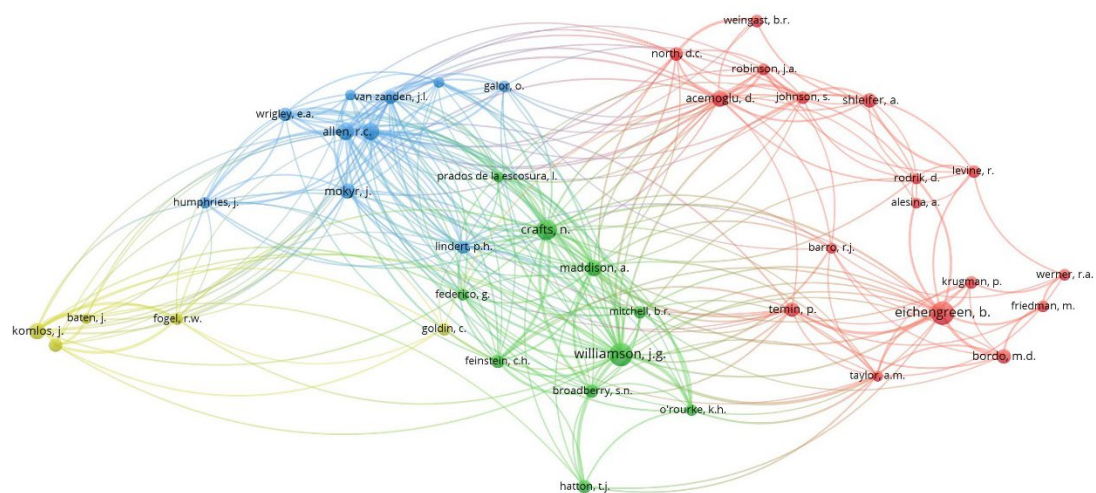 weingast, b.r.
north, d.c.
robinson, j.a.
galor, o.
van zanden, j.l.
acemoglu, d.
johnson, s.
shleifer, a.
wrigley, e.a.
allen, r.c.
prados de la escosura, l.
levine, r.
rodrik, d.
mokyr, j.
humphries, j.
alesina, a.
crafts, n.
lindert, p.h.
barro, r.j.
maddison, a.
krugman, p.
werner, r.a.
federico, g.
mitchell, b.r.
temin, p.
eichengreen, b.
friedman, m.
baten, j.
fogel, r.w.
komlos, j.
goldin, c.
williamson, j.g.
feinstein, c.h.
bordo, m.d.
taylor, a.m.
broadberry, s.n.
o'rourke, k.h.
hatton, t.j.